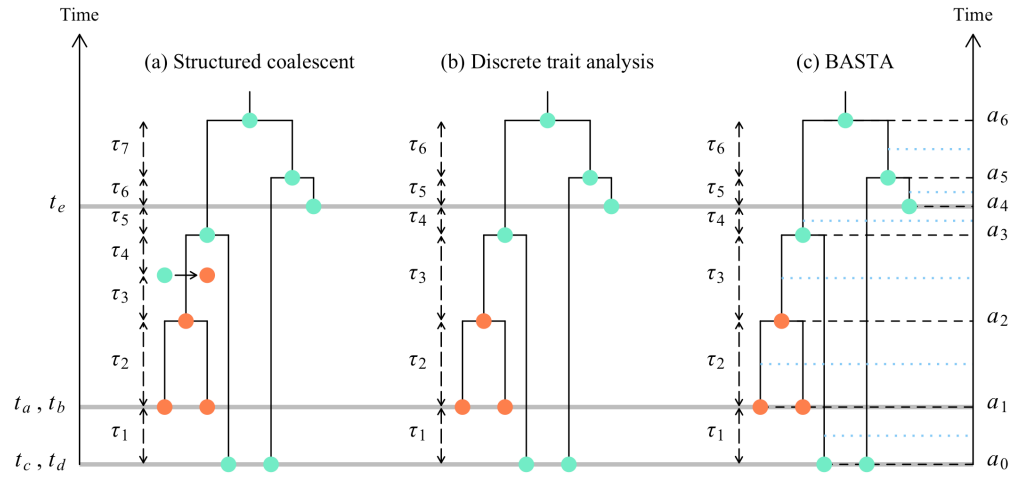 Time
Time
(a) Structured coalescent
(b) Discrete trait analysis
(c) BASTA
τ7
τ6
τ5
τ4
τ3
τ2
τ1
τ6
τ5
τ4
τ3
τ2
τ1
τ6
τ5
τ4
τ3
τ2
τ1
te
ta , tb
tc , td
a6
a5
a4
a3
a2
a1
a0